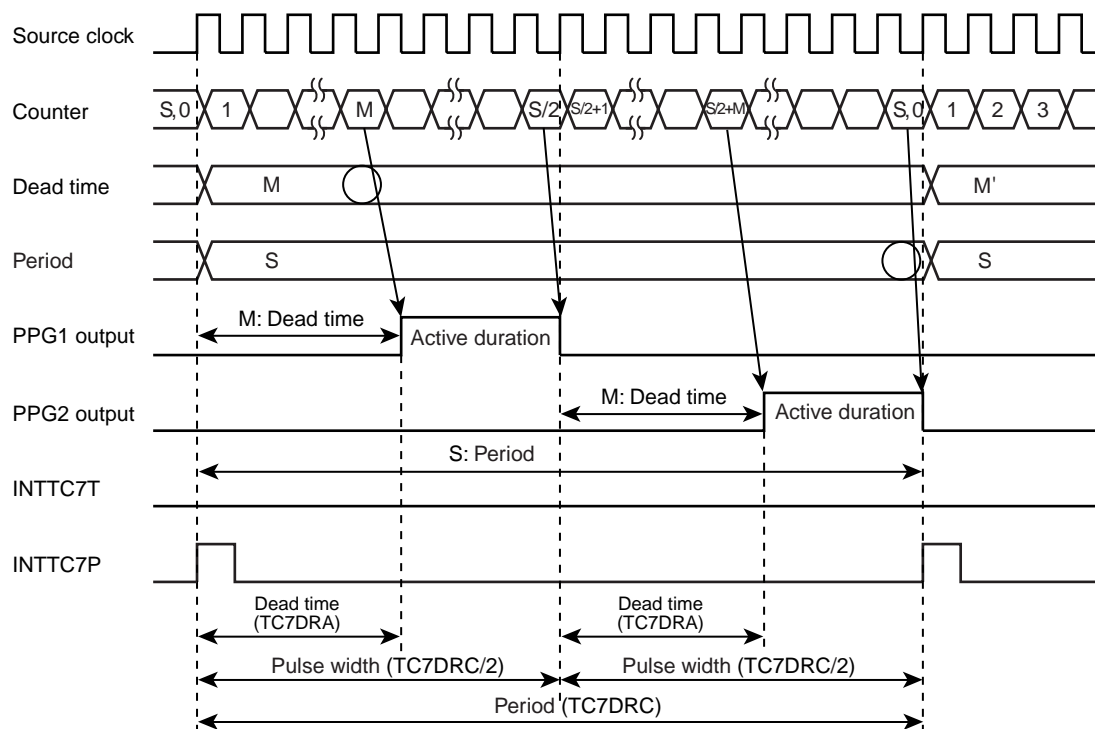 Source clock
Counter S,0 1 M S/2 S/2+1 S/2+M S,0 1 2 3
Dead time M M'
Period S S
M: Dead time
PPG1 output Active duration
M: Dead time
PPG2 output Active duration
S: Period
INTTC7T
INTTC7P
Dead time Dead time
(TC7DRA) (TC7DRA)
Pulse width (TC7DRC/2) Pulse width (TC7DRC/2)
Period (TC7DRC)